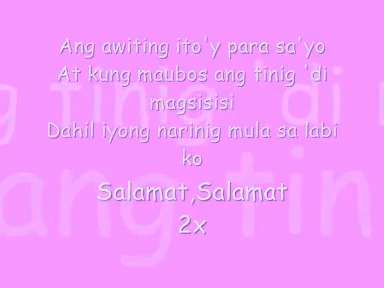 Ang awiting ito'y para sa'yo
At kung maubos ang tinig 'di
magsisisi
Dahil iyong narinig mula sa labi
ko
Salamat,Salamat
2x